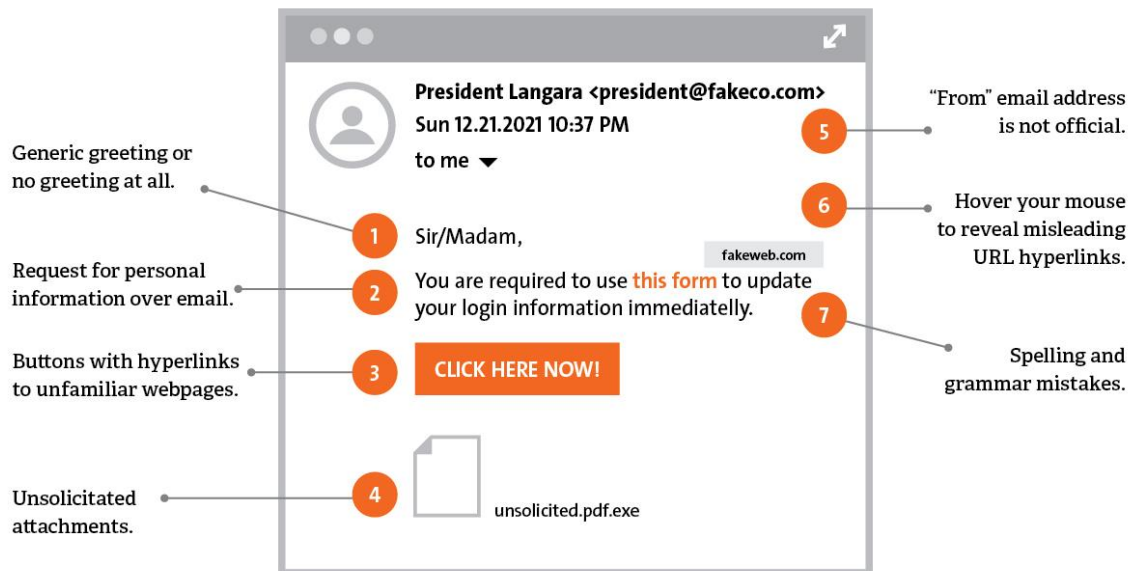 President Langara <president@fakeco.com>
Sun 12.21.2021 10:37 PM
to me
Generic greeting or
no greeting at all.
1
Sir/Madam,
fakeweb.com
Request for personal
information over email.
2
You are required to use this form to update
your login information immediatelly.
Buttons with hyperlinks
to unfamiliar webpages.
3
CLICK HERE NOW!
Unsolicitated
attachments.
4
unsolicited.pdf.exe
5
"From" email address
is not official.
6
Hover your mouse
to reveal misleading
URL hyperlinks.
7
Spelling and
grammar mistakes.